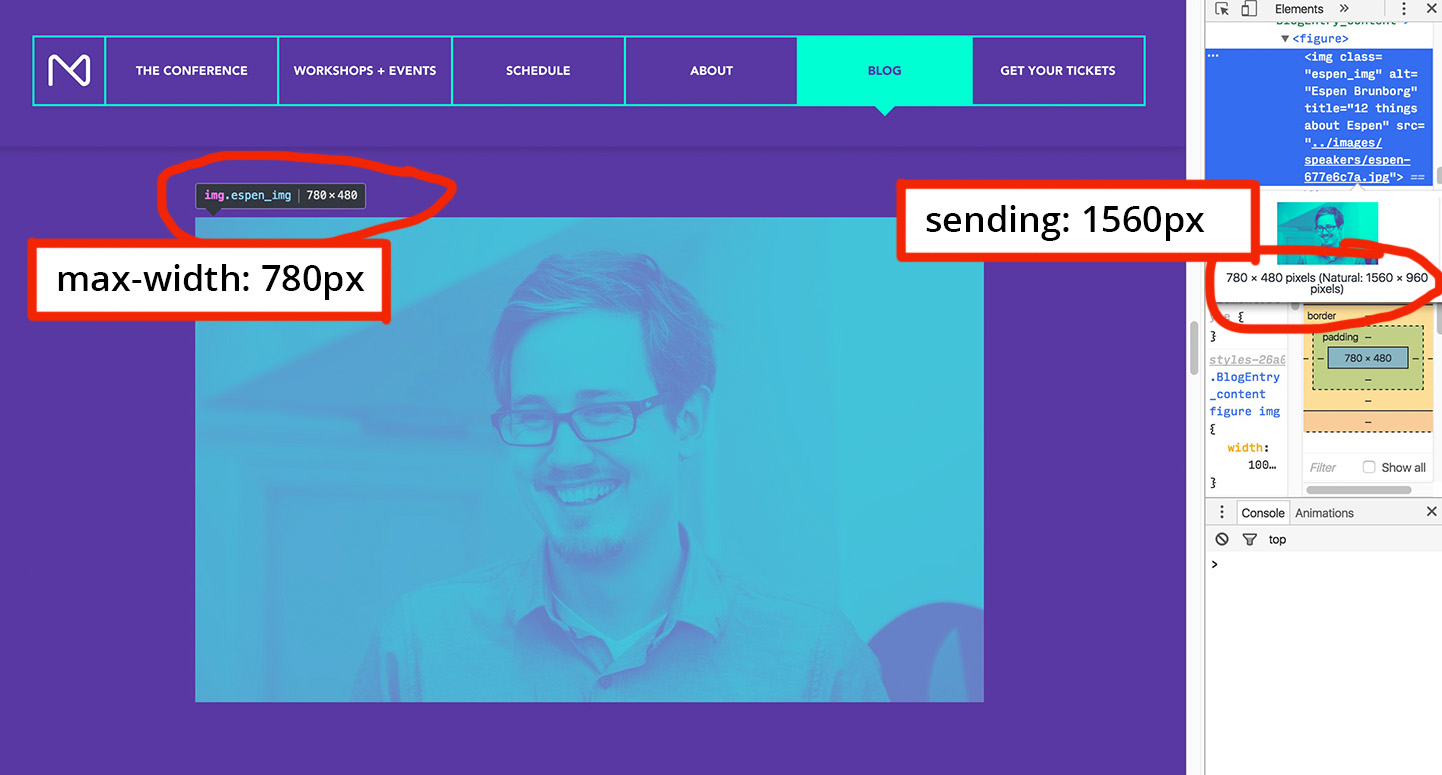 THE CONFERENCE
WORKSHOPS + EVENTS
SCHEDULE
ABOUT
BLOG
GET YOUR TICKETS
img.espen_img | 780×480
max-width: 780px
sending: 1560px
Elements »
<figure>
<img class=
"espen_img" alt=
"Espen Brunborg"
title="12 things
about Espen" src=
"../images/
speakers/espen-
677e6c7a.jpg"> ==
780 × 480 pixels (Natural: 1560 × 960
pixels)
{
}
styles-26a0
.BlogEntry
_content
figure img
{
width:
100…
}
border –
padding –
– – 780 × 480 – –
–
–
–
Filter
Show all
Console
Animations
top
>